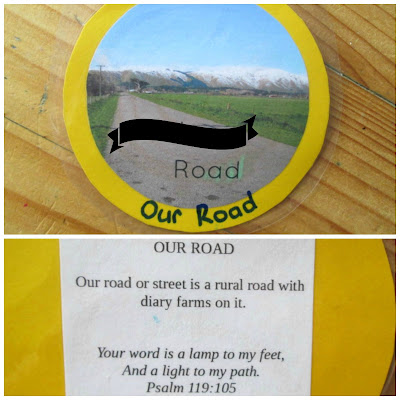 Road
Our Road
OUR ROAD
Our road or street is a rural road with
diary farms on it.
Your word is a lamp to my feet,
And a light to my path.
Psalm 119:105